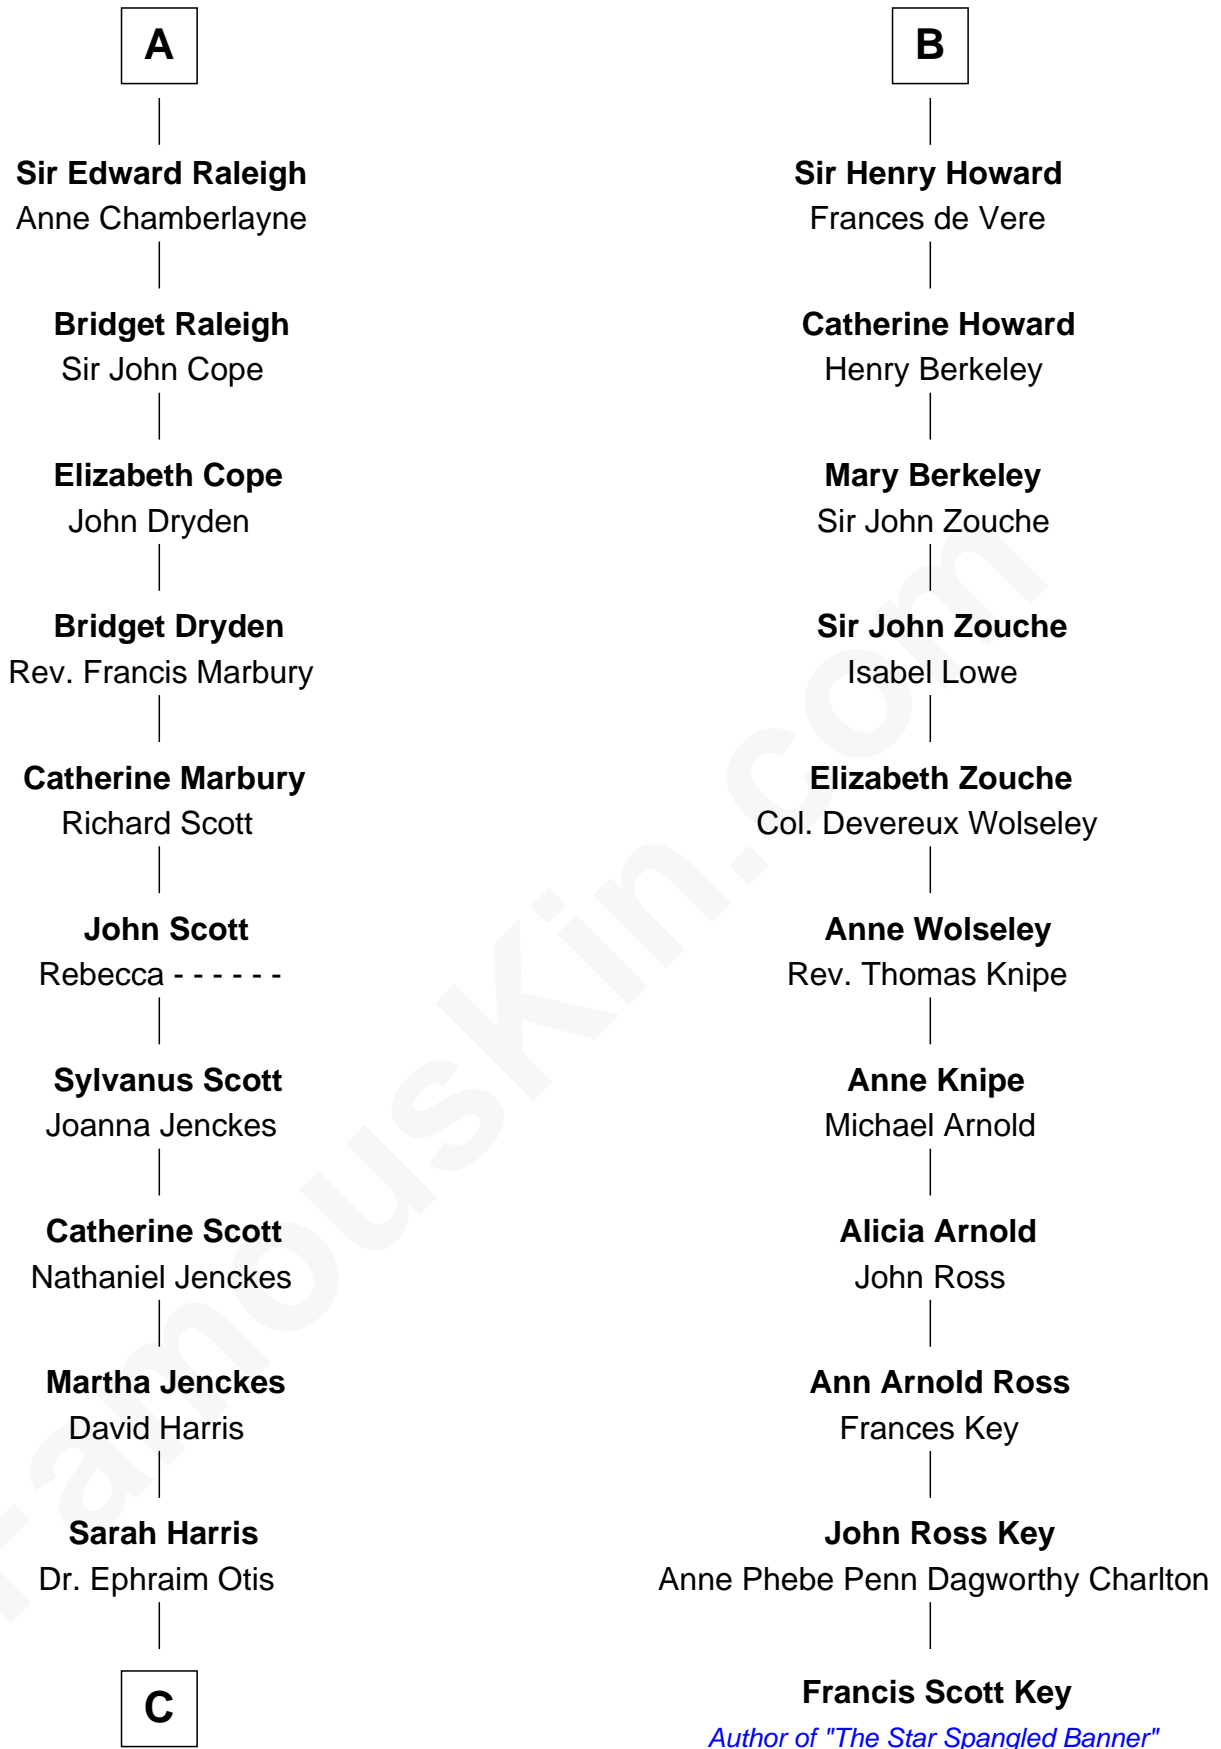 A
Sir Edward Raleigh
Anne Chamberlayne
Bridget Raleigh
Sir John Cope
Elizabeth Cope
John Dryden
Bridget Dryden
Rev. Francis Marbury
Catherine Marbury
Richard Scott
John Scott
Rebecca - - - - - -
Sylvanus Scott
Joanna Jenckes
Catherine Scott
Nathaniel Jenckes
Martha Jenckes
David Harris
Sarah Harris
Dr. Ephraim Otis
C
B
Sir Henry Howard
Frances de Vere
Catherine Howard
Henry Berkeley
Mary Berkeley
Sir John Zouche
Sir John Zouche
Isabel Lowe
Elizabeth Zouche
Col. Devereux Wolseley
Anne Wolseley
Rev. Thomas Knipe
Anne Knipe
Michael Arnold
Alicia Arnold
John Ross
Ann Arnold Ross
Frances Key
John Ross Key
Anne Phebe Penn Dagworthy Charlton
Francis Scott Key
Author of "The Star Spangled Banner"
FamousKin.com